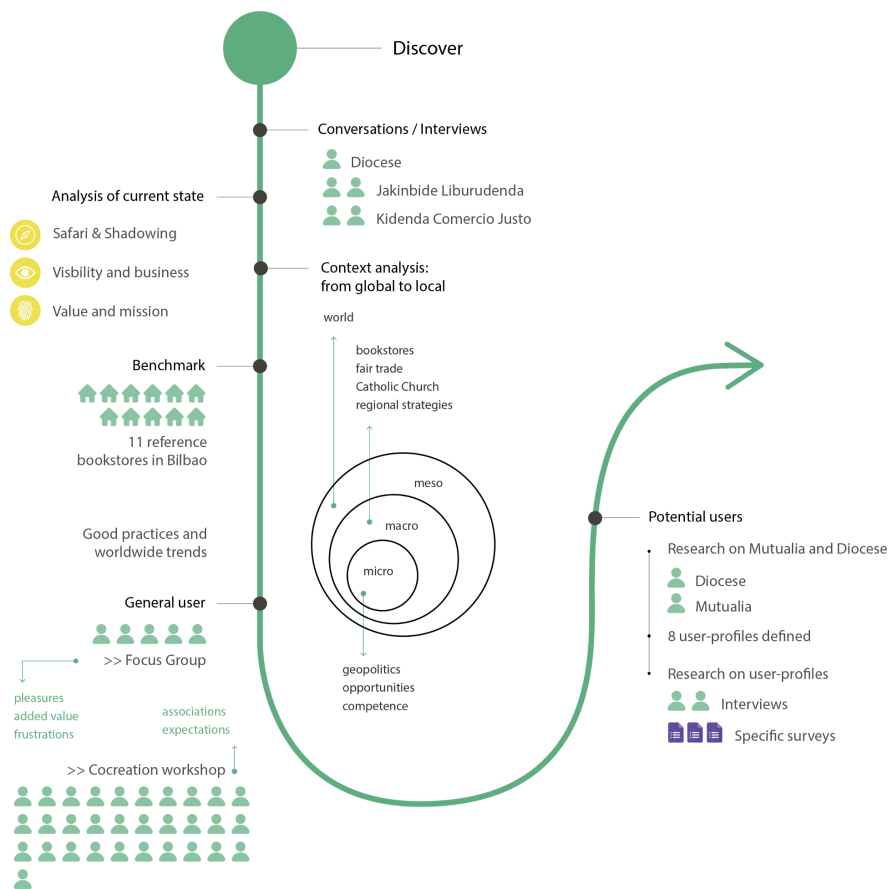 Discover
Conversations / Interviews
Diocese
Jakinbide Liburudenda
Kidenda Comercio Justo
Analysis of current state
Safari & Shadowing
Visbility and business
Value and mission
Context analysis:
from global to local
world
bookstores
fair trade
Catholic Church
regional strategies
meso
macro
micro
geopolitics
opportunities
competence
Benchmark
11 reference
bookstores in Bilbao
Good practices and
worldwide trends
General user
>> Focus Group
pleasures
added value
frustrations
associations
expectations
>> Cocreation workshop
Potential users
Research on Mutualia and Diocese
Diocese
Mutualia
8 user-profiles defined
Research on user-profiles
Interviews
Specific surveys